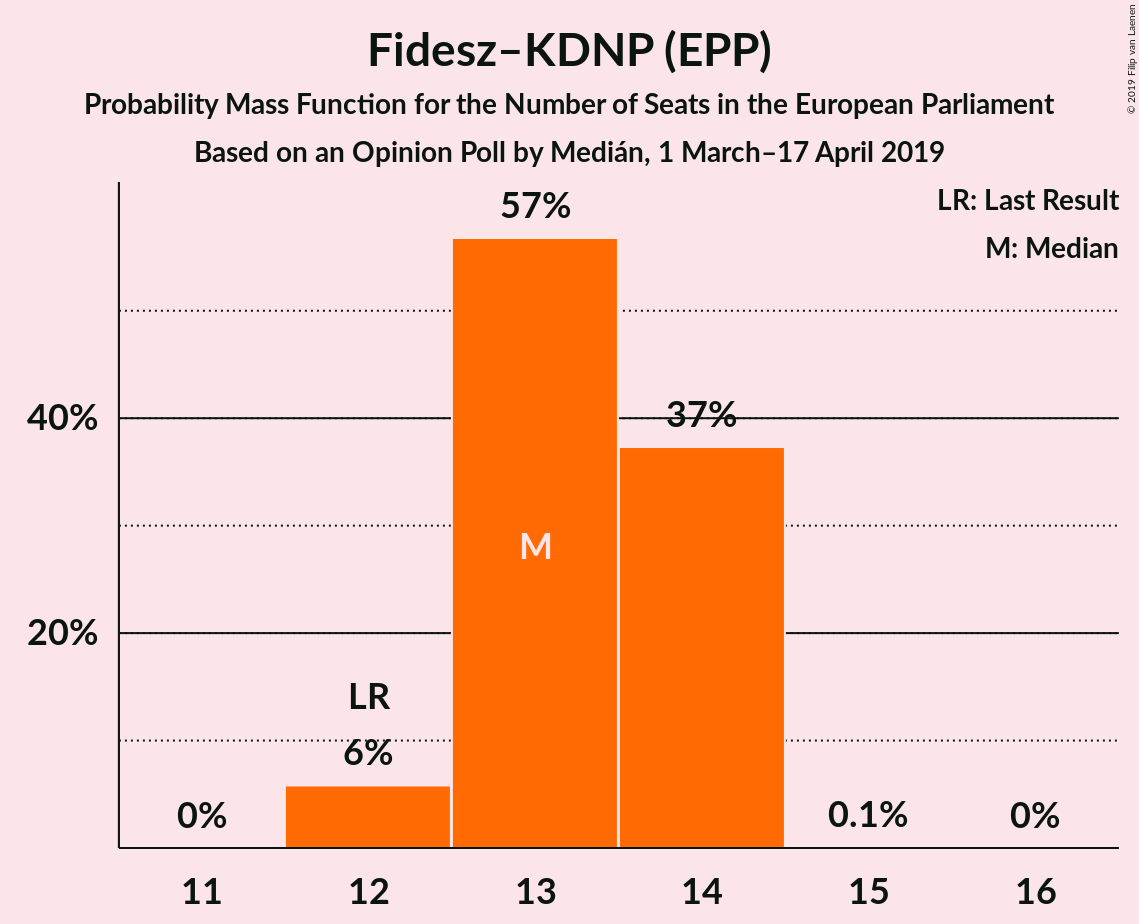 Fidesz–KDNP (EPP)
Probability Mass Function for the Number of Seats in the European Parliament
Based on an Opinion Poll by Medián, 1 March–17 April 2019
© 2019 Filip van Laenen
LR: Last Result
M: Median
57%
40%
37%
M
20%
LR
6%
0%
0.1%
0%
11 12 13 14 15 16